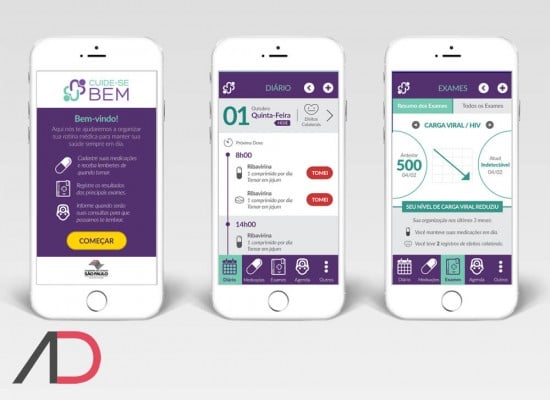 CUIDE-SE
BEM
Bem-vindo!
Aqui nós te ajudaremos a organizar
sua rotina médica para manter sua
saúde sempre em dia.
Cadastre suas medicações
e receba lembretes de
quando tomar.
Registre os resultados
dos principais exames.
Informe quando serão
suas consultas para que
possamos te lembrar.
COMEÇAR
SÃO PAULO
DIÁRIO
01
Outubro
Quinta-Feira
HOJE
Efeitos
Colaterais
Próxima Dose
8h00
Ribavirina
1 comprimido por dia
Tomar em jejum
TOMEI
Ribavirina
1 comprimido por dia
Tomar em jejum
TOMEI
14h00
Ribavirina
1 comprimido por dia
Tomar em jejum
Diário
Medicações
Exames
Agenda
Outros
EXAMES
Resumo dos Exames
Todos os Exames
CARGA VIRAL / HIV
Anterior
500
04/02
Atual
Indetectável
04/02
SEU NÍVEL DE CARGA VIRAL REDUZIU
Sua organização nos últimos 3 meses:
Você manteve suas medicações em dia.
Você teve 2 registros de efeitos colaterais.
Diário
Medicações
Exames
Agenda
Outros
AD